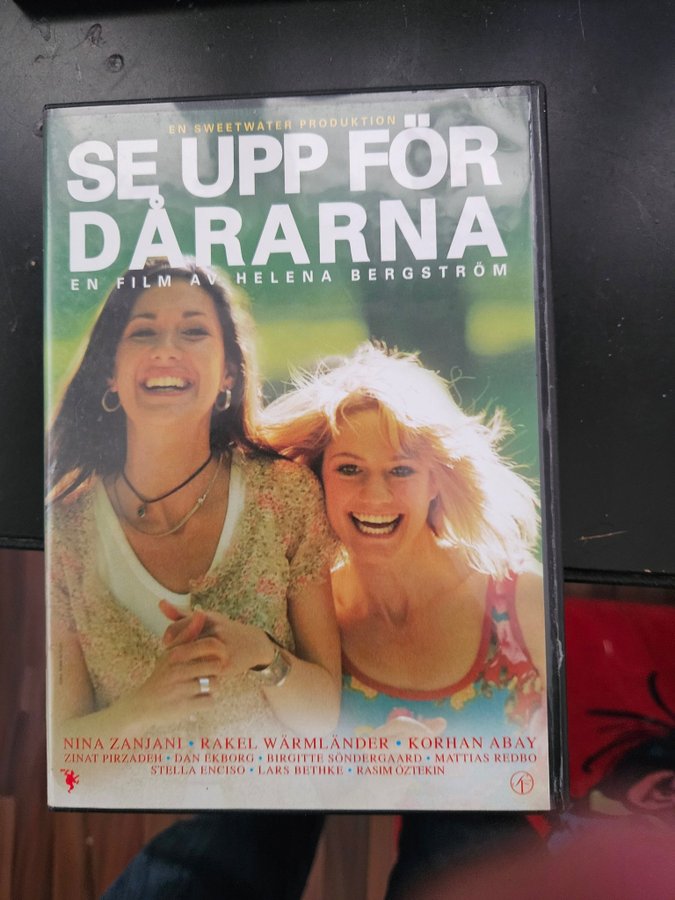 EN SWEETWATER PRODUKTION
SE UPP FÖR
DÅRARNA
EN FILM AV HELENA BERGSTRÖM
NINA ZANJANI • RAKEL WÄRMLÄNDER • KORHAN ABAY
ZINAT PIRZADEH • DAN EKBORG • BIRGITTE SÖNDERGAARD • MATTIAS REDBO
STELLA ENCISO • LARS BETHKE • RASIM ÖZTEKIN